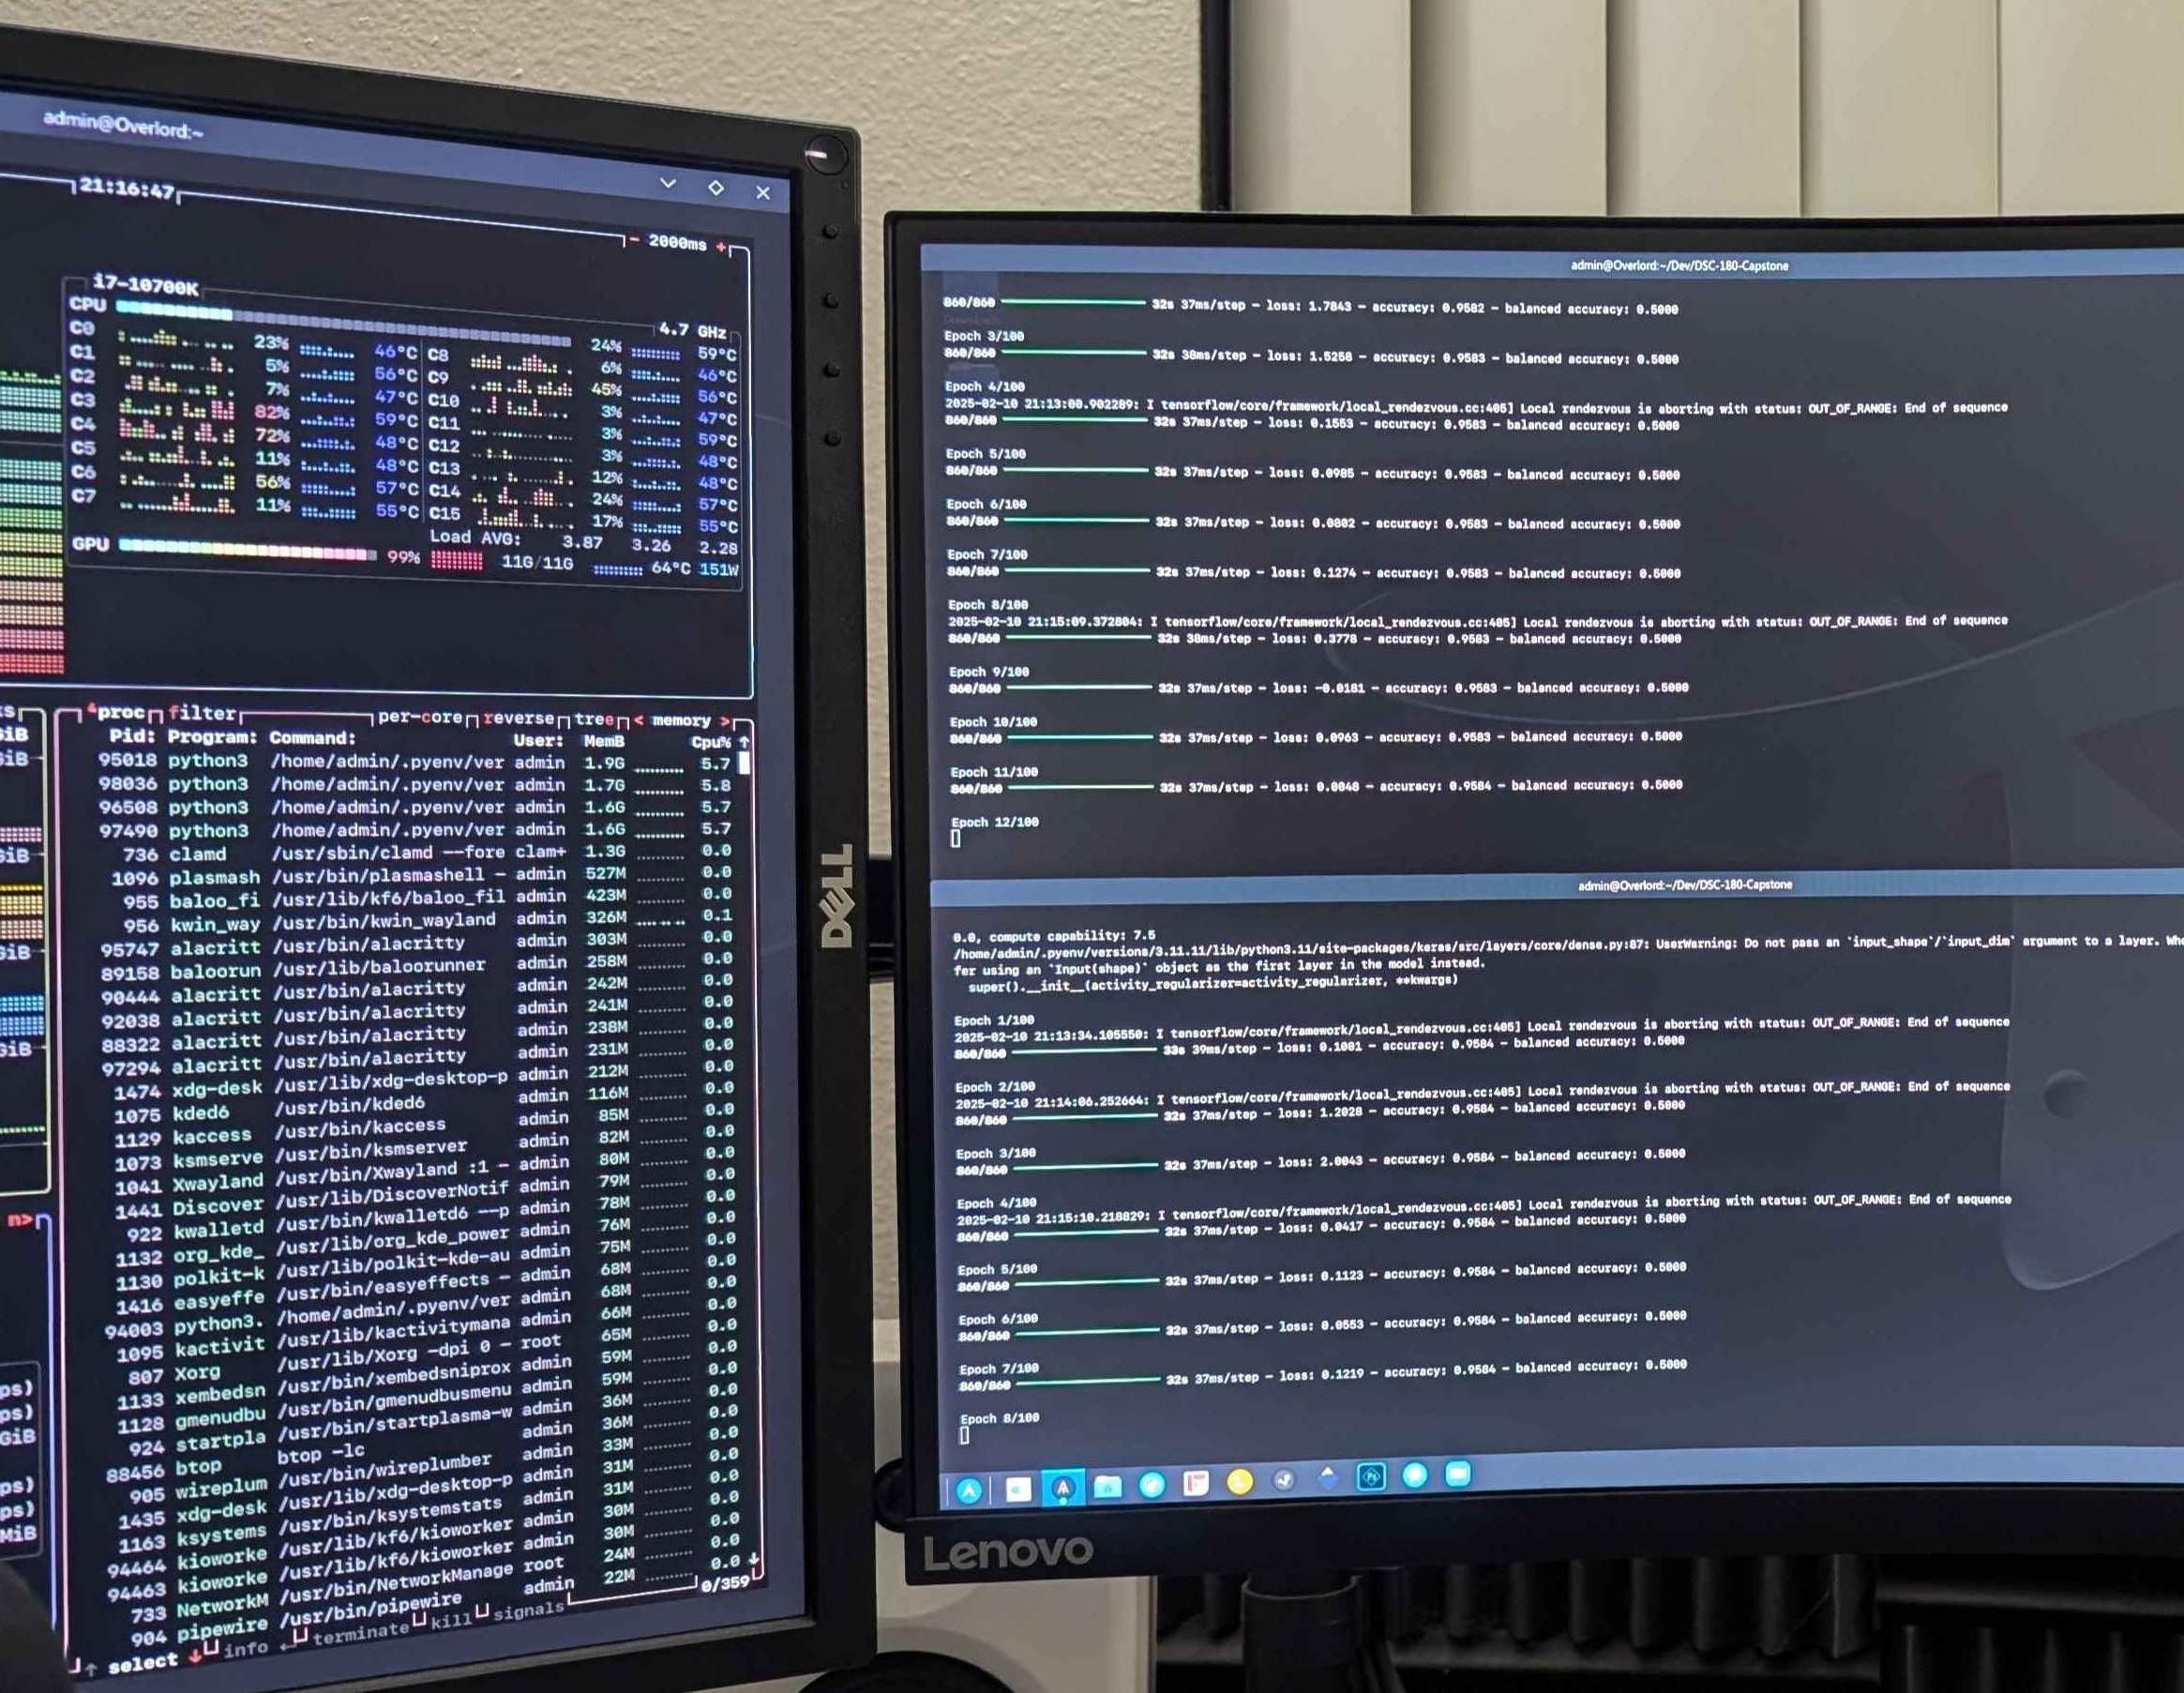 admin@Overlord:~
21:16:47
- 2000ms +
i7-10700K
CPU 4.7 GHz
C0 23% 46°C C8 24% 59°C
C1 5% 56°C C9 6% 46°C
C2 7% 47°C C10 45% 56°C
C3 82% 59°C C11 3% 47°C
C4 72% 48°C C12 3% 59°C
C5 11% 48°C C13 3% 48°C
C6 56% 57°C C14 12% 48°C
C7 11% 55°C C15 24% 57°C
17% 55°C
Load AVG: 3.87 3.26 2.28
GPU 99% 11G/11G 64°C 151W
proc filter per-core reverse tree < memory >
Pid: Program: Command: User: MemB Cpu% ↑
95018 python3 /home/admin/.pyenv/ver admin 1.9G 5.7
98036 python3 /home/admin/.pyenv/ver admin 1.7G 5.8
96508 python3 /home/admin/.pyenv/ver admin 1.6G 5.7
97490 python3 /home/admin/.pyenv/ver admin 1.6G 5.7
736 clamd /usr/sbin/clamd --fore clam+ 1.3G 0.0
1096 plasmash /usr/bin/plasmashell - admin 527M 0.0
955 baloo_fi /usr/lib/kf6/baloo_fil admin 423M 0.0
956 kwin_way /usr/bin/kwin_wayland admin 326M 0.1
95747 alacritt /usr/bin/alacritty admin 303M 0.0
89158 baloorun /usr/lib/baloorunner admin 258M 0.0
90444 alacritt /usr/bin/alacritty admin 242M 0.0
92038 alacritt /usr/bin/alacritty admin 241M 0.0
88322 alacritt /usr/bin/alacritty admin 238M 0.0
97294 alacritt /usr/bin/alacritty admin 231M 0.0
1474 xdg-desk /usr/lib/xdg-desktop-p admin 212M 0.0
1075 kded6 /usr/bin/kded6 admin 116M 0.0
1129 kaccess /usr/bin/kaccess admin 85M 0.0
1073 ksmserve /usr/bin/ksmserver admin 82M 0.0
1041 Xwayland /usr/bin/Xwayland :1 - admin 80M 0.0
1441 Discover /usr/lib/DiscoverNotif admin 79M 0.0
922 kwalletd /usr/bin/kwalletd6 --p admin 78M 0.0
1132 org_kde_ /usr/lib/org_kde_power admin 76M 0.0
1130 polkit-k /usr/lib/polkit-kde-au admin 75M 0.0
1416 easyeffe /usr/bin/easyeffects - admin 68M 0.0
94003 python3. /home/admin/.pyenv/ver admin 68M 0.0
1095 kactivit /usr/lib/kactivitymana admin 66M 0.0
807 Xorg /usr/lib/Xorg -dpi 0 - root 65M 0.0
1133 xembedsn /usr/bin/xembedsniprox admin 59M 0.0
1128 gmenudbu /usr/bin/gmenudbusmenu admin 59M 0.0
924 startpla /usr/bin/startplasma-w admin 36M 0.0
88456 btop btop -lc admin 36M 0.0
905 wireplum /usr/bin/wireplumber admin 33M 0.0
1435 xdg-desk /usr/lib/xdg-desktop-p admin 31M 0.0
1163 ksystems /usr/bin/ksystemstats admin 31M 0.0
94464 kioworke /usr/lib/kf6/kioworker admin 30M 0.0
94463 kioworke /usr/lib/kf6/kioworker admin 30M 0.0
733 NetworkM /usr/bin/NetworkManage root 24M 0.0
904 pipewire /usr/bin/pipewire admin 22M 0.0 ↓
0/359
↑ select ↓ info terminate kill signals
DELL
admin@Overlord:~/Dev/DSC-180-Capstone
860/860 32s 37ms/step - loss: 1.7843 - accuracy: 0.9582 - balanced accuracy: 0.5000
Epoch 3/100
860/860 32s 38ms/step - loss: 1.5258 - accuracy: 0.9583 - balanced accuracy: 0.5000
Epoch 4/100
2025-02-10 21:13:00.902289: I tensorflow/core/framework/local_rendezvous.cc:405] Local rendezvous is aborting with status: OUT_OF_RANGE: End of sequence
860/860 32s 37ms/step - loss: 0.1553 - accuracy: 0.9583 - balanced accuracy: 0.5000
Epoch 5/100
860/860 32s 37ms/step - loss: 0.0985 - accuracy: 0.9583 - balanced accuracy: 0.5000
Epoch 6/100
860/860 32s 37ms/step - loss: 0.0802 - accuracy: 0.9583 - balanced accuracy: 0.5000
Epoch 7/100
860/860 32s 37ms/step - loss: 0.1274 - accuracy: 0.9583 - balanced accuracy: 0.5000
Epoch 8/100
2025-02-10 21:15:09.372804: I tensorflow/core/framework/local_rendezvous.cc:405] Local rendezvous is aborting with status: OUT_OF_RANGE: End of sequence
860/860 32s 38ms/step - loss: 0.3778 - accuracy: 0.9583 - balanced accuracy: 0.5000
Epoch 9/100
860/860 32s 37ms/step - loss: -0.0181 - accuracy: 0.9583 - balanced accuracy: 0.5000
Epoch 10/100
860/860 32s 37ms/step - loss: 0.0963 - accuracy: 0.9583 - balanced accuracy: 0.5000
Epoch 11/100
860/860 32s 37ms/step - loss: 0.0048 - accuracy: 0.9584 - balanced accuracy: 0.5000
Epoch 12/100
admin@Overlord:~/Dev/DSC-180-Capstone
0.0, compute capability: 7.5
/home/admin/.pyenv/versions/3.11.11/lib/python3.11/site-packages/keras/src/layers/core/dense.py:87: UserWarning: Do not pass an `input_shape`/`input_dim` argument to a layer. Whe
fer using an `Input(shape)` object as the first layer in the model instead.
super().__init__(activity_regularizer=activity_regularizer, **kwargs)
Epoch 1/100
2025-02-10 21:13:34.105550: I tensorflow/core/framework/local_rendezvous.cc:405] Local rendezvous is aborting with status: OUT_OF_RANGE: End of sequence
860/860 33s 39ms/step - loss: 0.1001 - accuracy: 0.9584 - balanced accuracy: 0.5000
Epoch 2/100
2025-02-10 21:14:06.252664: I tensorflow/core/framework/local_rendezvous.cc:405] Local rendezvous is aborting with status: OUT_OF_RANGE: End of sequence
860/860 32s 37ms/step - loss: 1.2028 - accuracy: 0.9584 - balanced accuracy: 0.5000
Epoch 3/100
860/860 32s 37ms/step - loss: 2.0043 - accuracy: 0.9584 - balanced accuracy: 0.5000
Epoch 4/100
2025-02-10 21:15:10.218829: I tensorflow/core/framework/local_rendezvous.cc:405] Local rendezvous is aborting with status: OUT_OF_RANGE: End of sequence
860/860 32s 37ms/step - loss: 0.0417 - accuracy: 0.9584 - balanced accuracy: 0.5000
Epoch 5/100
860/860 32s 37ms/step - loss: 0.1123 - accuracy: 0.9584 - balanced accuracy: 0.5000
Epoch 6/100
860/860 32s 37ms/step - loss: 0.0553 - accuracy: 0.9584 - balanced accuracy: 0.5000
Epoch 7/100
860/860 32s 37ms/step - loss: 0.1219 - accuracy: 0.9584 - balanced accuracy: 0.5000
Epoch 8/100
Lenovo